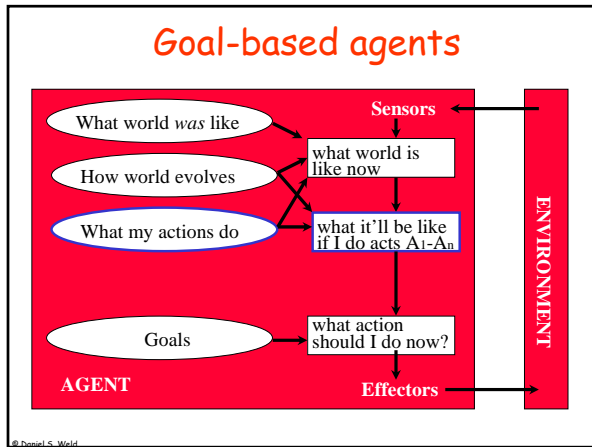 Goal-based agents
What world was like
How world evolves
What my actions do
Goals
AGENT
Sensors
what world is
like now
what it'll be like
if I do acts A1-An
what action
should I do now?
Effectors
ENVIRONMENT
© Daniel S. Weld